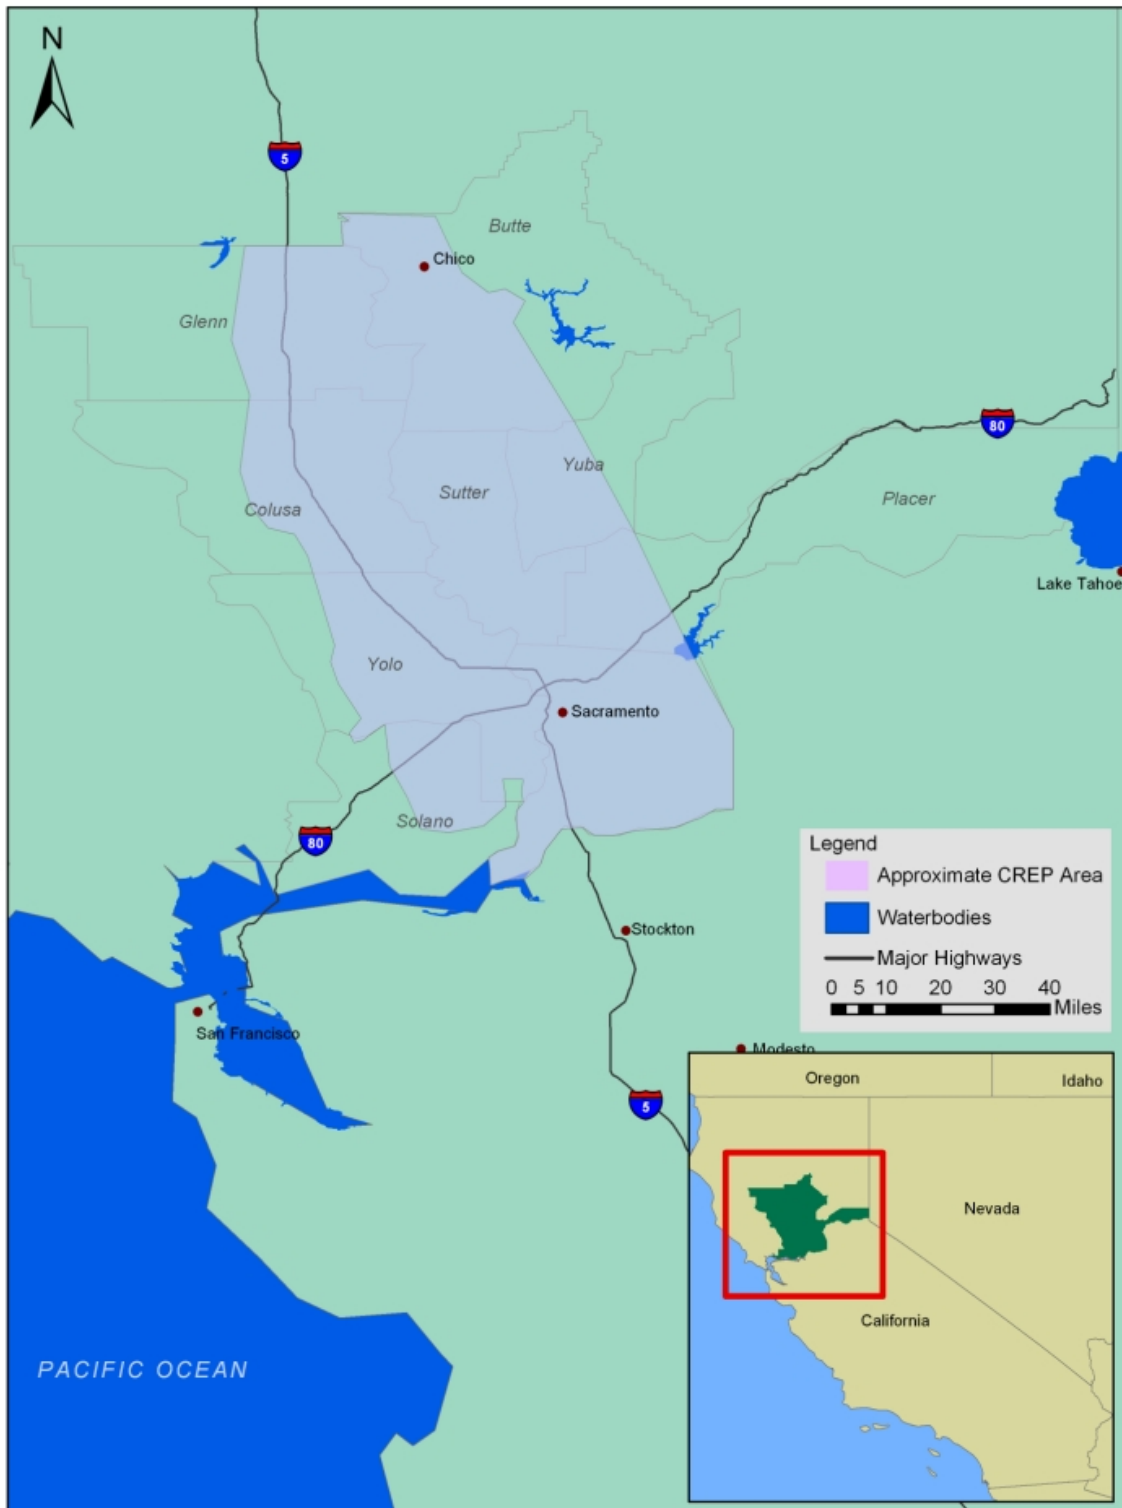 N
5
Butte
Chico
Glenn
80
Yuba
Sutter
Placer
Colusa
Lake Tahoe
Yolo
Sacramento
Solano
80
Legend
Approximate CREP Area
Waterbodies
Major Highways
0 5 10 20 30 40
Miles
Stockton
San Francisco
Modesto
5
Oregon
Idaho
Nevada
California
PACIFIC OCEAN